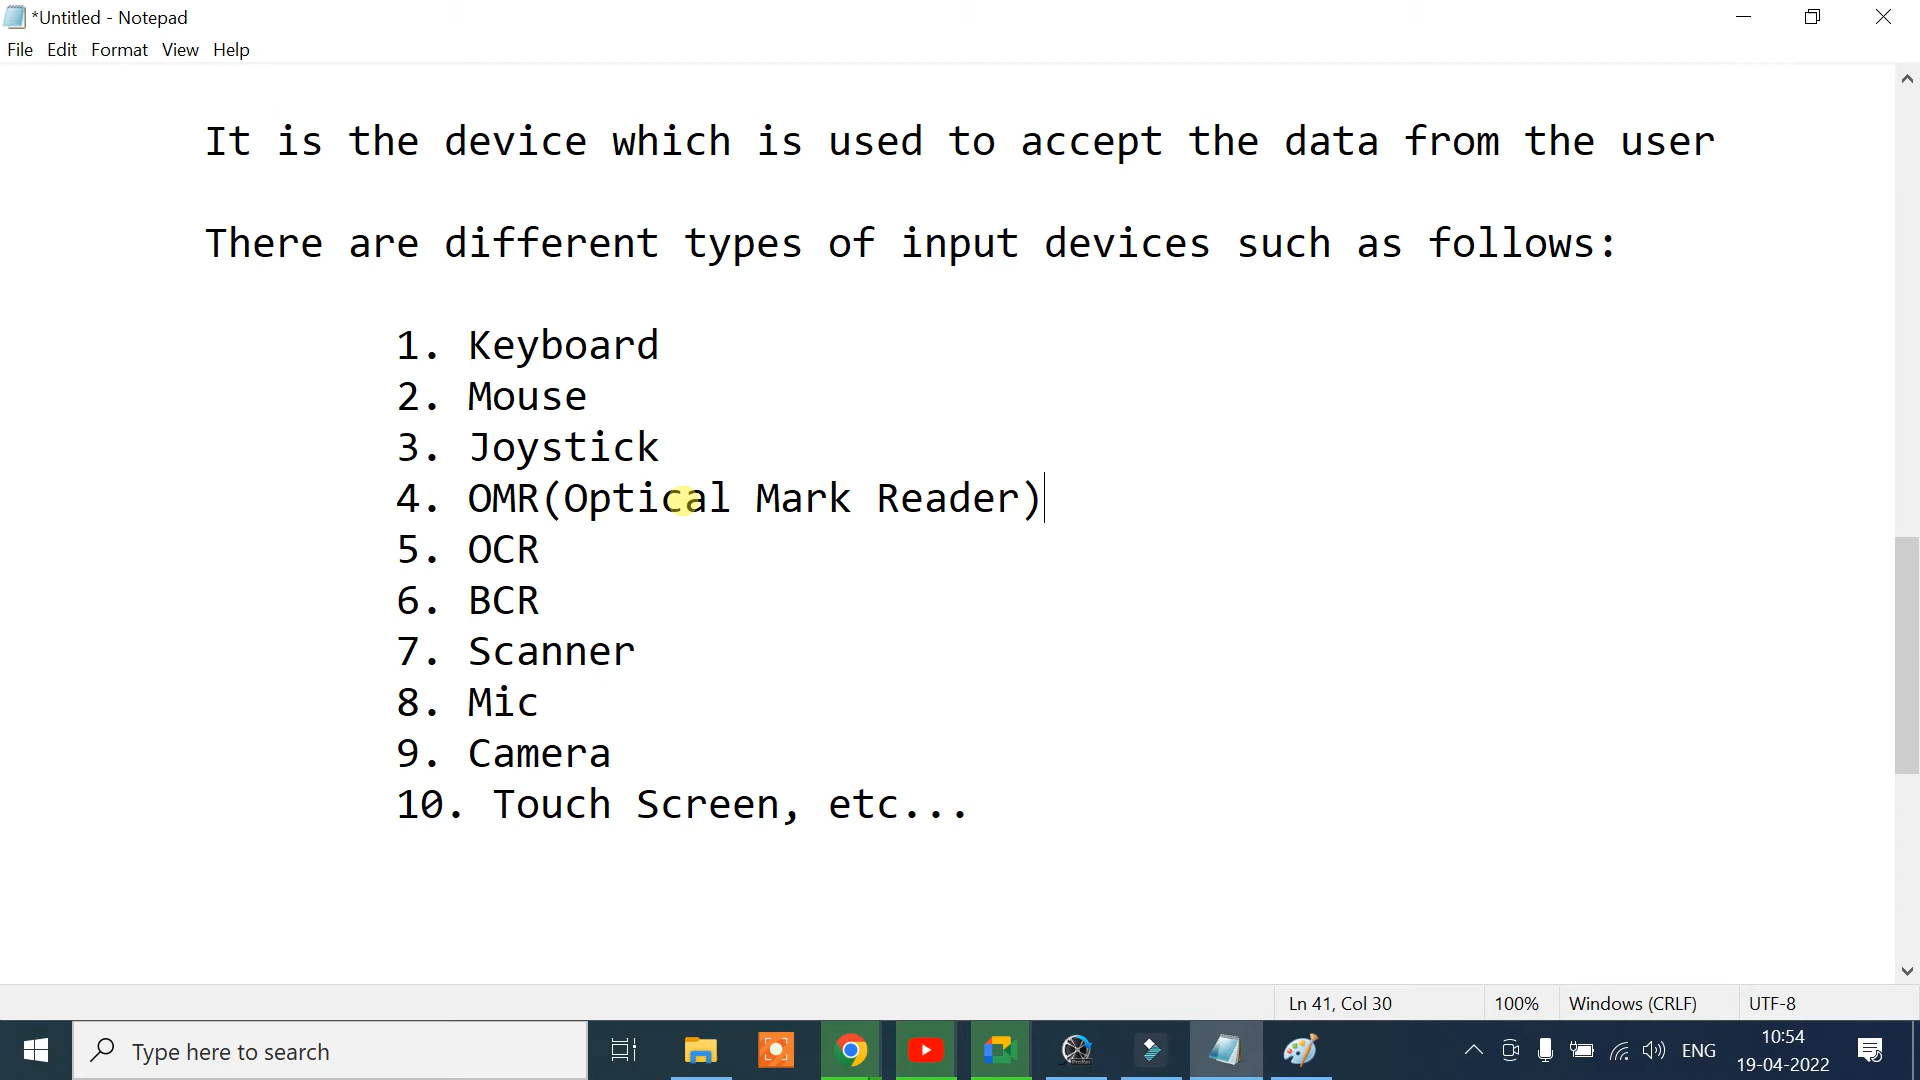 *Untitled - Notepad
File Edit Format View Help
It is the device which is used to accept the data from the user
There are different types of input devices such as follows:
1. Keyboard
2. Mouse
3. Joystick
4. OMR(Optical Mark Reader)
5. OCR
6. BCR
7. Scanner
8. Mic
9. Camera
10. Touch Screen, etc...
Ln 41, Col 30 100% Windows (CRLF) UTF-8
Type here to search
ENG
10:54
19-04-2022